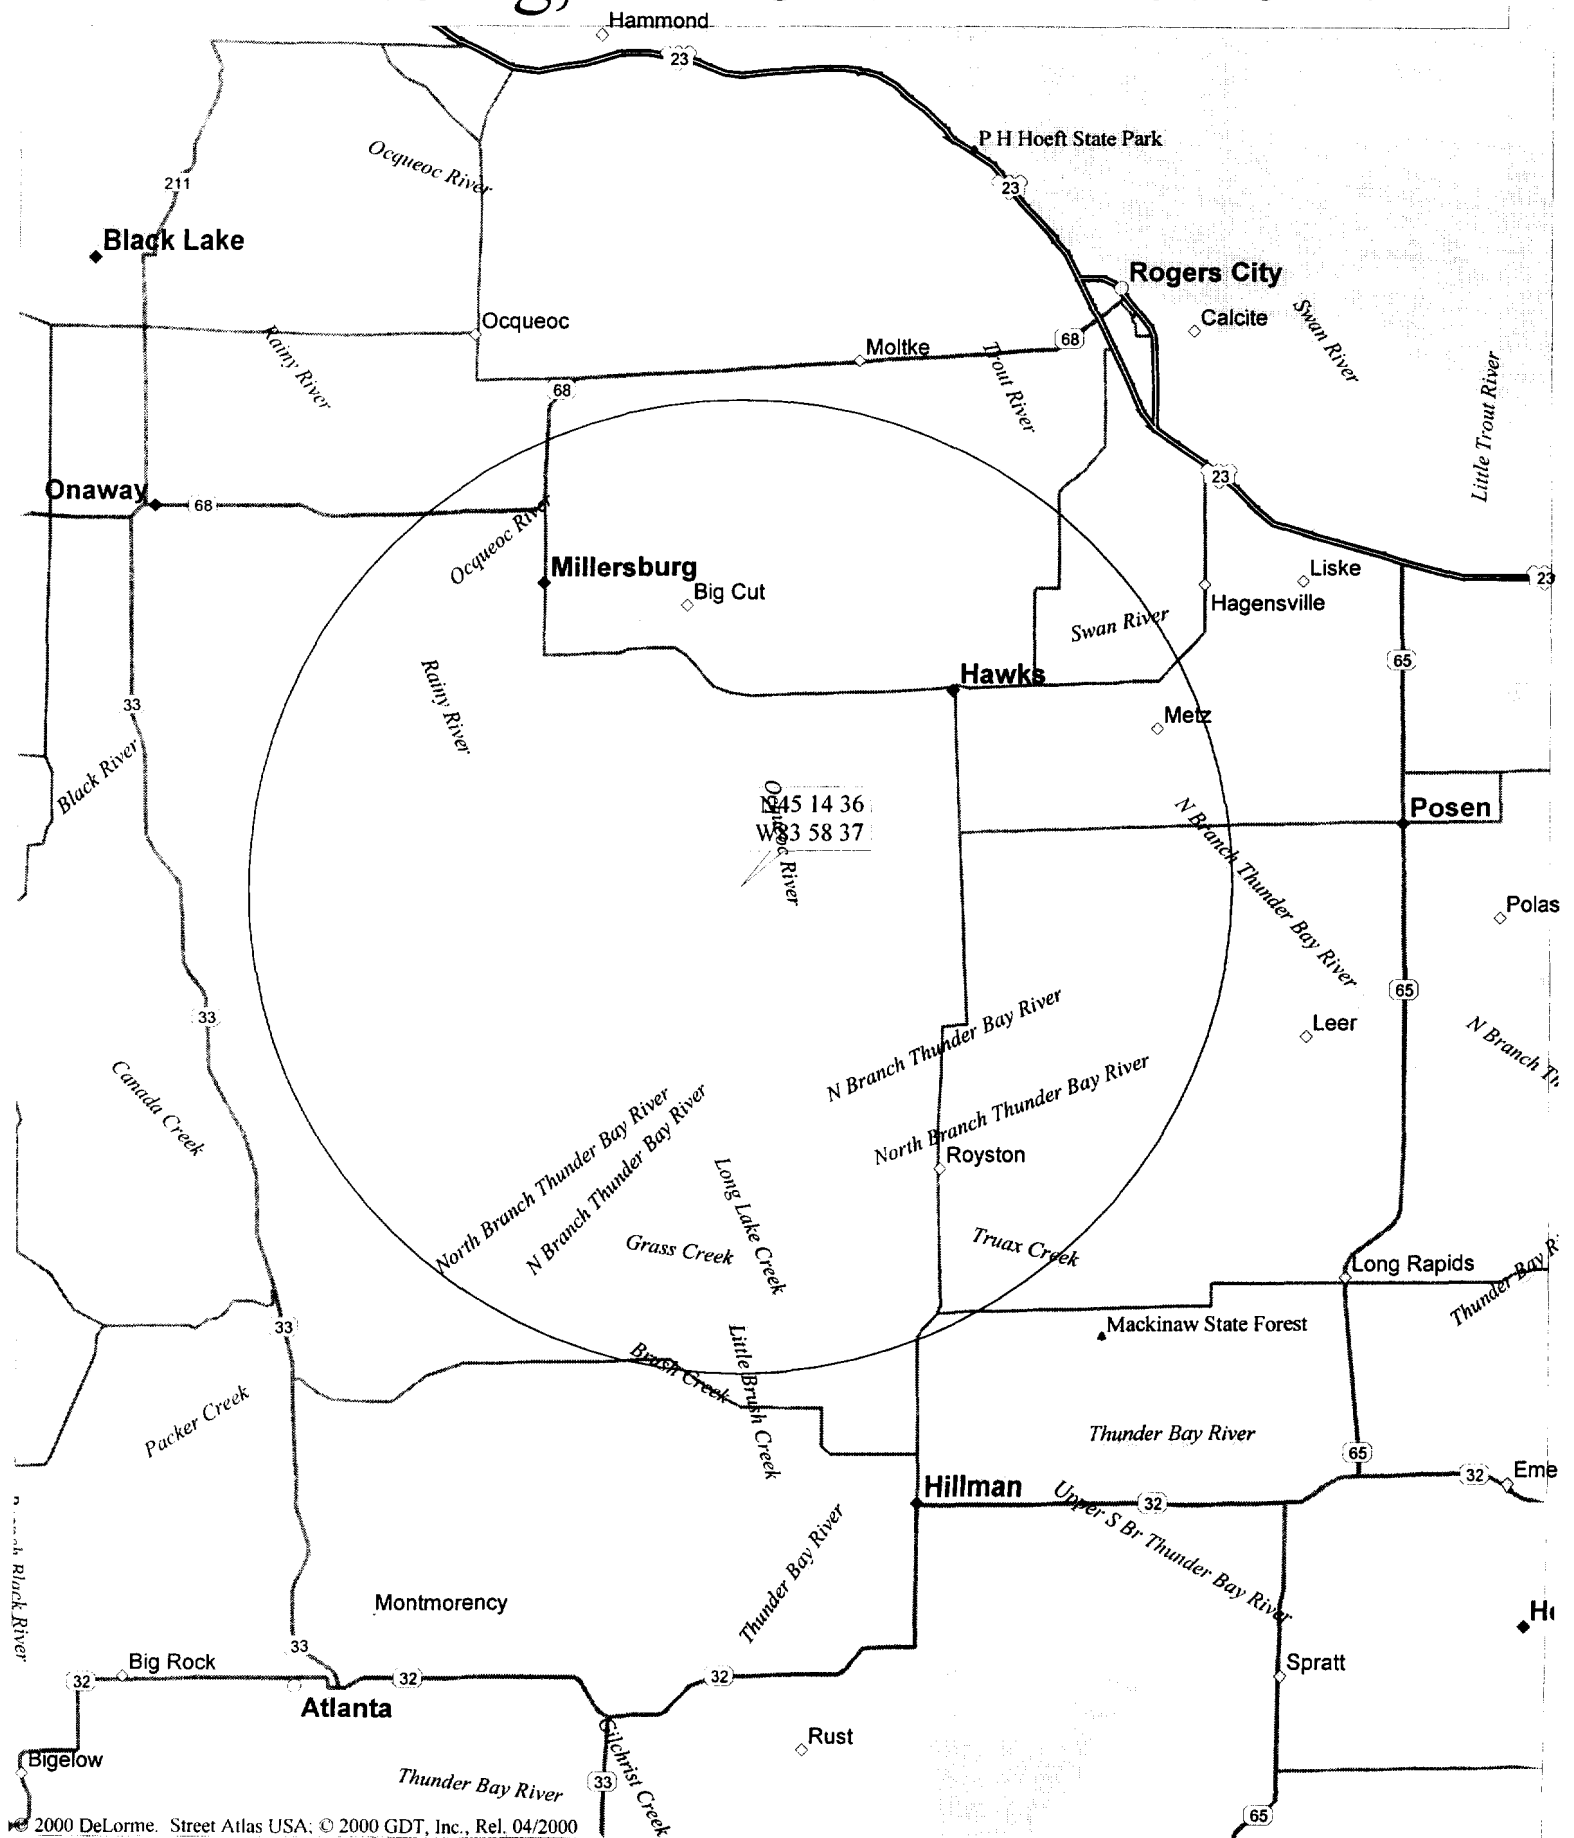 Hammond
23
P H Hoeft State Park
Ocqueoc River
211
23
Black Lake
Rogers City
Swan River
Calcite
Ocqueoc
Rainy River
68
Moltke
Trout River
Little Trout River
68
23
Onaway
68
Ocqueoc River
Millersburg
Big Cut
Liske
23
Hagensville
Swan River
65
Rainy River
Hawks
33
Metz
Black River
Ocqueoc River
N45 14 36
W83 58 37
N Branch Thunder Bay River
Posen
Polas
65
33
N Branch Thunder Bay River
Leer
N Branch Th
Canada Creek
North Branch Thunder Bay River
North Branch Thunder Bay River
N Branch Thunder Bay River
Royston
Long Lake Creek
Grass Creek
Truax Creek
Long Rapids
Thunder Bay R
33
Mackinaw State Forest
Little Brush Creek
Brush Creek
Packer Creek
Thunder Bay River
65
32
Eme
Hillman
32
Upper S Br Thunder Bay River
Thunder Bay River
Black River
Montmorency
33
Big Rock
32
32
32
Spratt
Atlanta
Rust
Gilchrist Creek
Bigelow
Thunder Bay River
33
65
© 2000 DeLorme. Street Atlas USA; © 2000 GDT, Inc., Rel. 04/2000